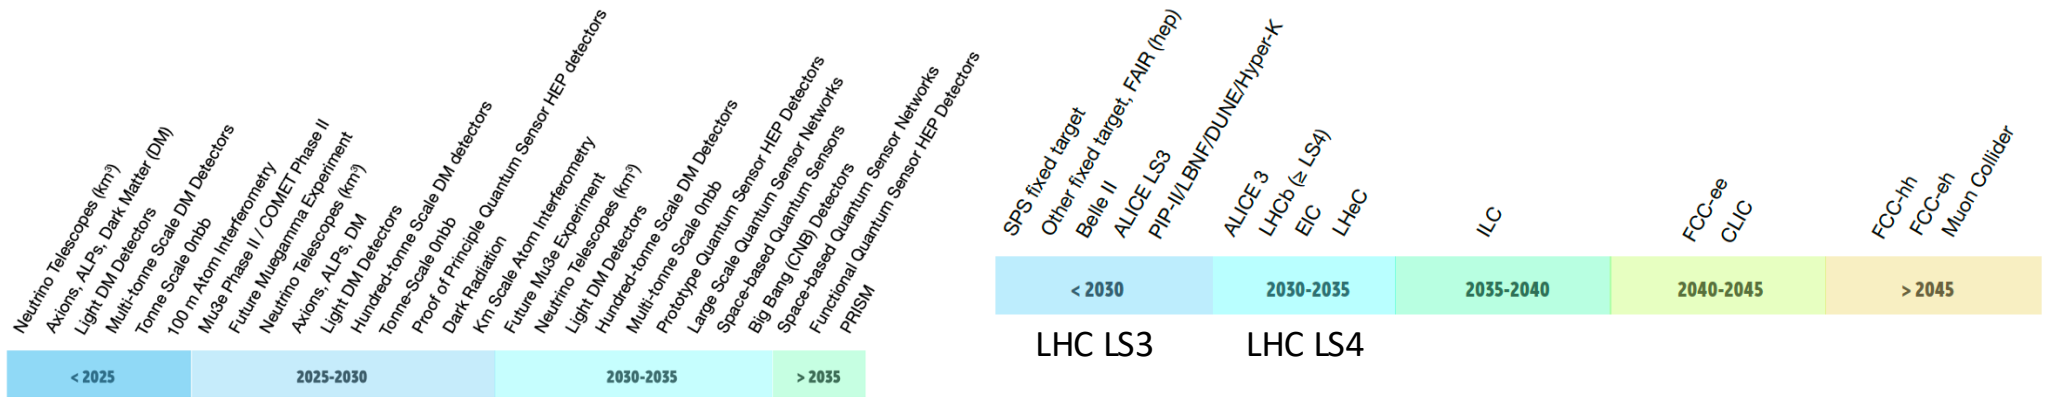 Neutrino Telescopes (km³)
Axions, ALPs, Dark Matter (DM)
Light DM Detectors
Multi-tonne Scale DM Detectors
Tonne Scale 0nbb
100 m Atom Interferometry
Mu3e Phase II / COMET Phase II
Future Muegamma Experiment
Neutrino Telescopes (km³)
Axions, ALPs, DM
Light DM Detectors
Hundred-tonne Scale DM detectors
Tonne-Scale 0nbb
Proof of Principle Quantum Sensor HEP detectors
Dark Radiation
Km Scale Atom Interferometry
Future Mu3e Experiment
Neutrino Telescopes (km³)
Light DM Detectors
Hundred-tonne Scale DM Detectors
Multi-tonne Scale 0nbb
Prototype Quantum Sensor HEP Detectors
Large Scale Quantum Sensor Networks
Space-based Quantum Sensors
Big Bang (CNB) Detectors
Space-based Quantum Sensor Networks
Functional Quantum Sensor HEP Detectors
PRISM
< 2025
2025-2030
2030-2035
> 2035
SPS fixed target
Other fixed target, FAIR (hep)
Belle II
ALICE LS3
PIP-II/LBNF/DUNE/Hyper-K
ALICE 3
LHCb (≥ LS4)
EIC
LHeC
ILC
FCC-ee
CLIC
FCC-hh
FCC-eh
Muon Collider
< 2030
2030-2035
2035-2040
2040-2045
> 2045
LHC LS3
LHC LS4